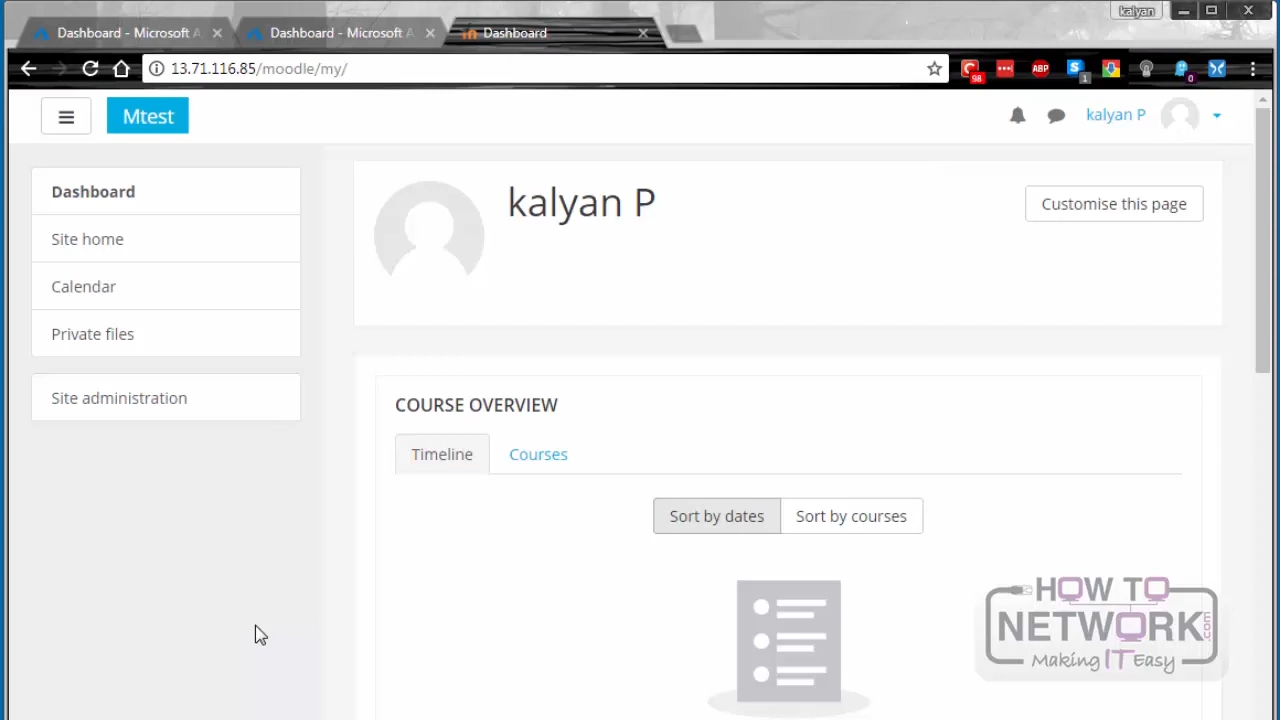 kalyan
Dashboard - Microsoft A
Dashboard - Microsoft A
Dashboard
13.71.116.85/moodle/my/
98
ABP
1
0
Mtest
kalyan P
Dashboard
Site home
Calendar
Private files
Site administration
kalyan P
Customise this page
COURSE OVERVIEW
Timeline
Courses
Sort by dates
Sort by courses
HOW TO
NETWORK.com
Making IT Easy